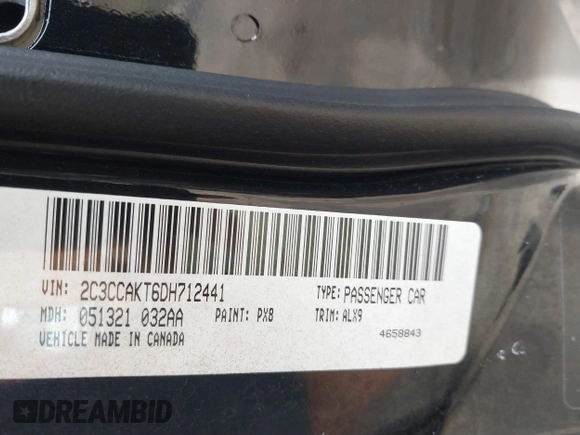 VIN: 2C3CCAKT6DH712441 TYPE: PASSENGER CAR
MDH: 051321 032AA PAINT: PX8 TRIM: ALX9
VEHICLE MADE IN CANADA 4658843
DREAMBID